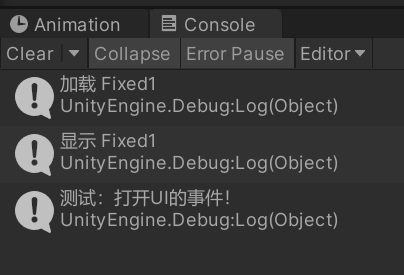 Animation Console
Clear Collapse Error Pause Editor
加载 Fixed1
UnityEngine.Debug:Log(Object)
显示 Fixed1
UnityEngine.Debug:Log(Object)
测试：打开UI的事件！
UnityEngine.Debug:Log(Object)